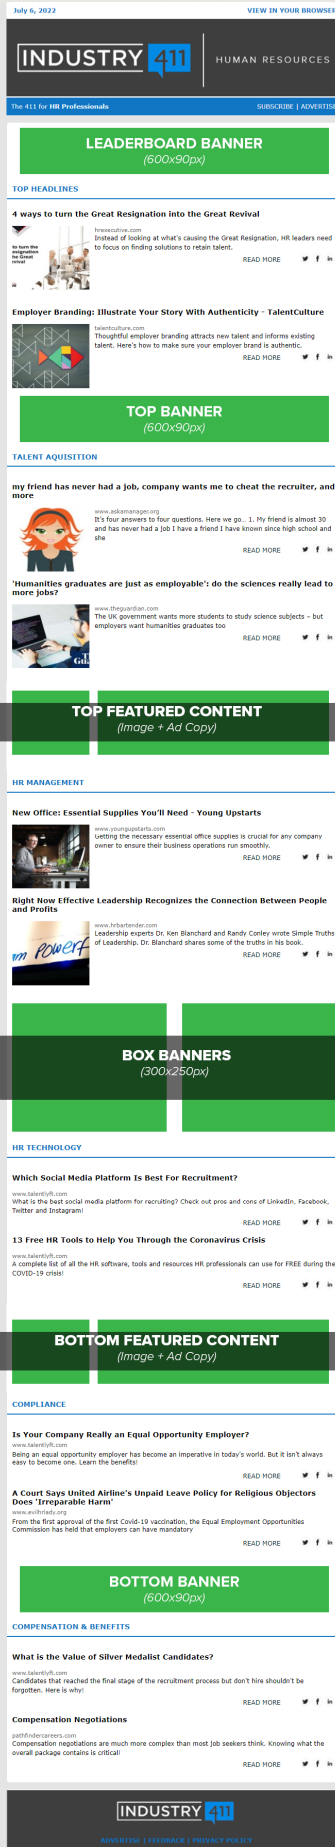 July 6, 2022
VIEW IN YOUR BROWSER
INDUSTRY 411
HUMAN RESOURCES
The 411 for HR Professionals
SUBSCRIBE | ADVERTISE
LEADERBOARD BANNER
(600x90px)
TOP HEADLINES
4 ways to turn the Great Resignation into the Great Revival
hrexecutive.com
Instead of looking at what's causing the Great Resignation, HR leaders need
to focus on finding solutions to retain talent.
READ MORE
Employer Branding: Illustrate Your Story With Authenticity - TalentCulture
talentculture.com
Thoughtful employer branding attracts new talent and informs existing
talent. Here's how to make sure your employer brand is authentic.
READ MORE
TOP BANNER
(600x90px)
TALENT AQUISITION
my friend has never had a job, company wants me to cheat the recruiter, and
more
www.askamanager.org
It's four answers to four questions. Here we go… 1. My friend is almost 30
and has never had a job I have a friend I have known since high school and
she
READ MORE
'Humanities graduates are just as employable': do the sciences really lead to
more jobs?
www.theguardian.com
The UK government wants more students to study science subjects – but
employers want humanities graduates too
READ MORE
TOP FEATURED CONTENT
(Image + Ad Copy)
HR MANAGEMENT
New Office: Essential Supplies You'll Need - Young Upstarts
www.youngupstarts.com
Getting the necessary essential office supplies is crucial for any company
owner to ensure their business operations run smoothly.
READ MORE
Right Now Effective Leadership Recognizes the Connection Between People
and Profits
www.hrbartender.com
Leadership experts Dr. Ken Blanchard and Randy Conley wrote Simple Truths
of Leadership. Dr. Blanchard shares some of the truths in his book.
READ MORE
BOX BANNERS
(300x250px)
HR TECHNOLOGY
Which Social Media Platform Is Best For Recruitment?
www.talentlyft.com
What is the best social media platform for recruiting? Check out pros and cons of LinkedIn, Facebook,
Twitter and Instagram!
READ MORE
13 Free HR Tools to Help You Through the Coronavirus Crisis
www.talentlyft.com
A complete list of all the HR software, tools and resources HR professionals can use for FREE during the
COVID-19 crisis!
READ MORE
BOTTOM FEATURED CONTENT
(Image + Ad Copy)
COMPLIANCE
Is Your Company Really an Equal Opportunity Employer?
www.talentlyft.com
Being an equal opportunity employer has become an imperative in today's world. But it isn't always
easy to become one. Learn the benefits!
READ MORE
A Court Says United Airline's Unpaid Leave Policy for Religious Objectors
Does 'Irreparable Harm'
www.evilhrlady.org
From the first approval of the first Covid-19 vaccination, the Equal Employment Opportunities
Commission has held that employers can have mandatory
READ MORE
BOTTOM BANNER
(600x90px)
COMPENSATION & BENEFITS
What is the Value of Silver Medalist Candidates?
www.talentlyft.com
Candidates that reached the final stage of the recruitment process but don't hire shouldn't be
forgotten. Here is why!
READ MORE
Compensation Negotiations
pathfindercareers.com
Compensation negotiations are much more complex than most job seekers think. Knowing what the
overall package contains is critical!
READ MORE
INDUSTRY 411
ADVERTISE | FEEDBACK | PRIVACY POLICY